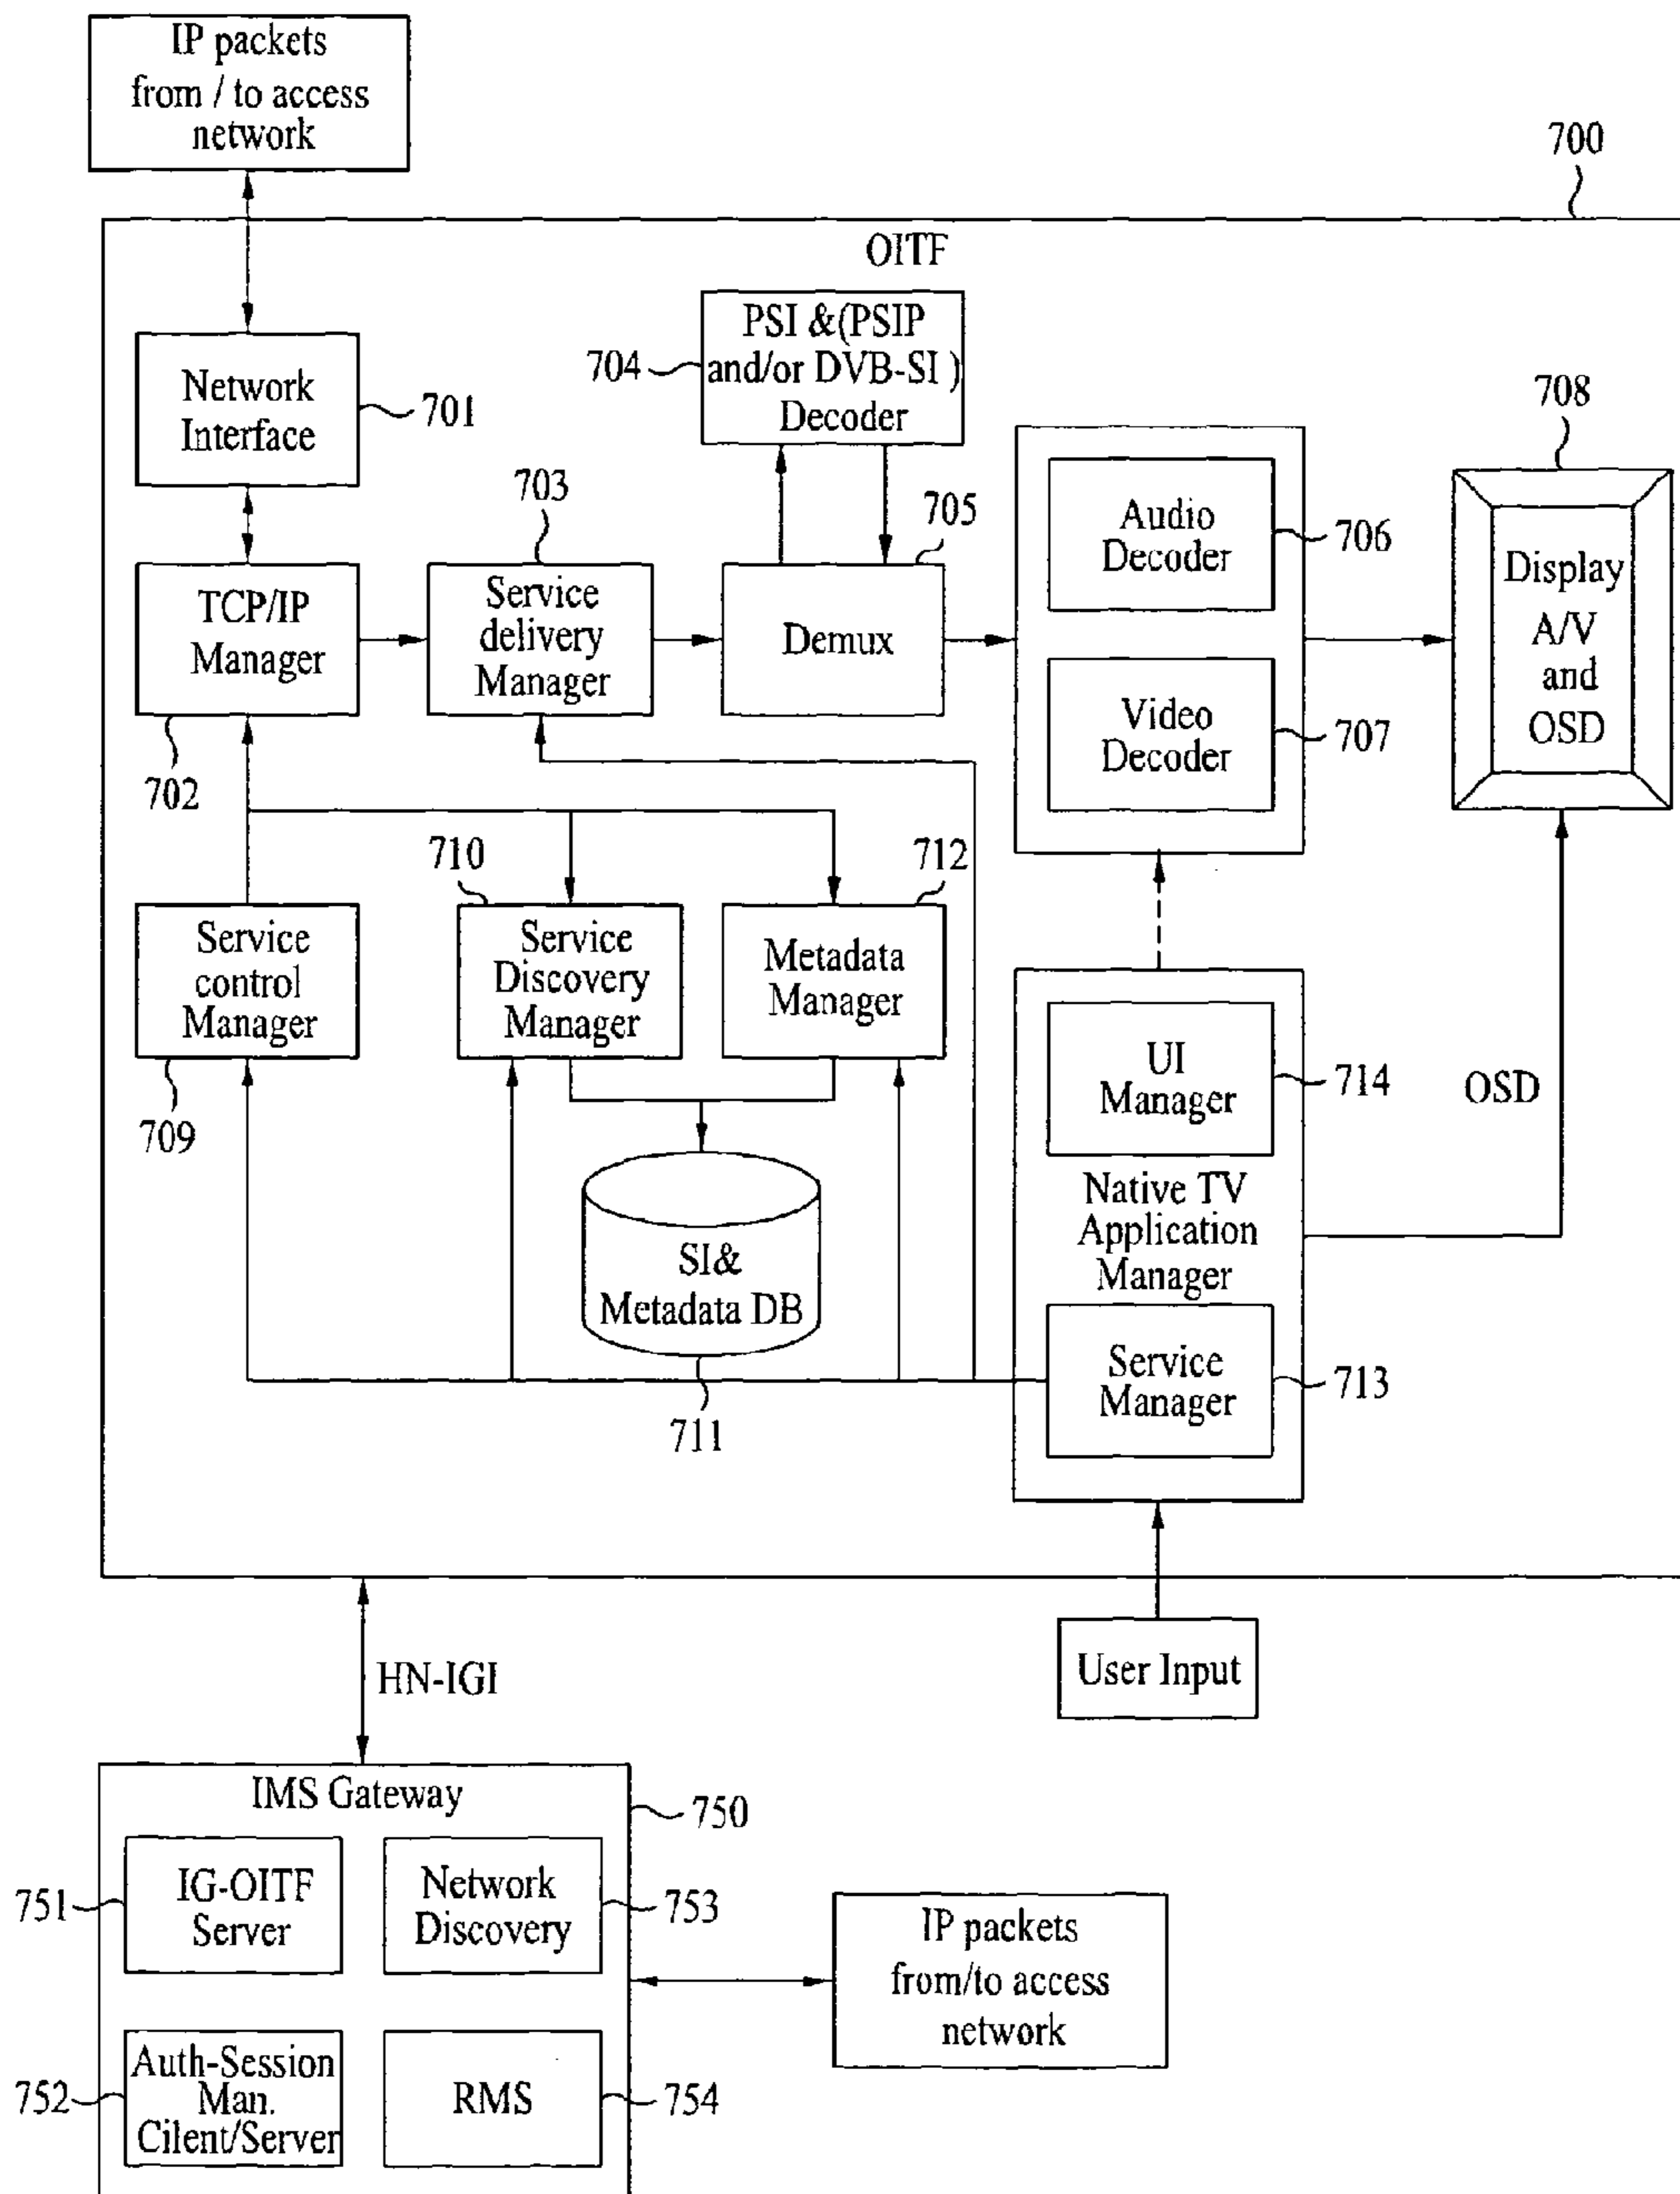 IP packets
from / to access
network
700
OITF
PSI &(PSIP
and/or DVB-SI )
Decoder
704
Network
Interface
701
708
703
705
Audio
Decoder
706
TCP/IP
Manager
Service
delivery
Manager
Demux
Display
A/V
and
OSD
Video
Decoder
707
702
710
712
Service
control
Manager
Service
Discovery
Manager
Metadata
Manager
709
UI
Manager
714
OSD
Native TV
Application
Manager
SI&
Metadata DB
Service
Manager
713
711
HN-IGI
User Input
IMS Gateway
750
751
IG-OITF
Server
Network
Discovery
753
IP packets
from/to access
network
752
Auth-Session
Man.
Cilent/Server
RMS
754